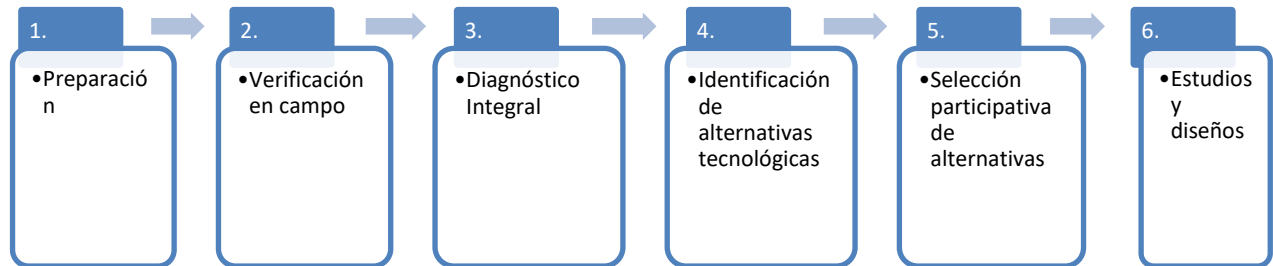 1.
•Preparació
n
2.
•Verificación
en campo
3.
•Diagnóstico
Integral
4.
•Identificación
de
alternativas
tecnológicas
5.
•Selección
participativa
de
alternativas
6.
•Estudios
y
diseños